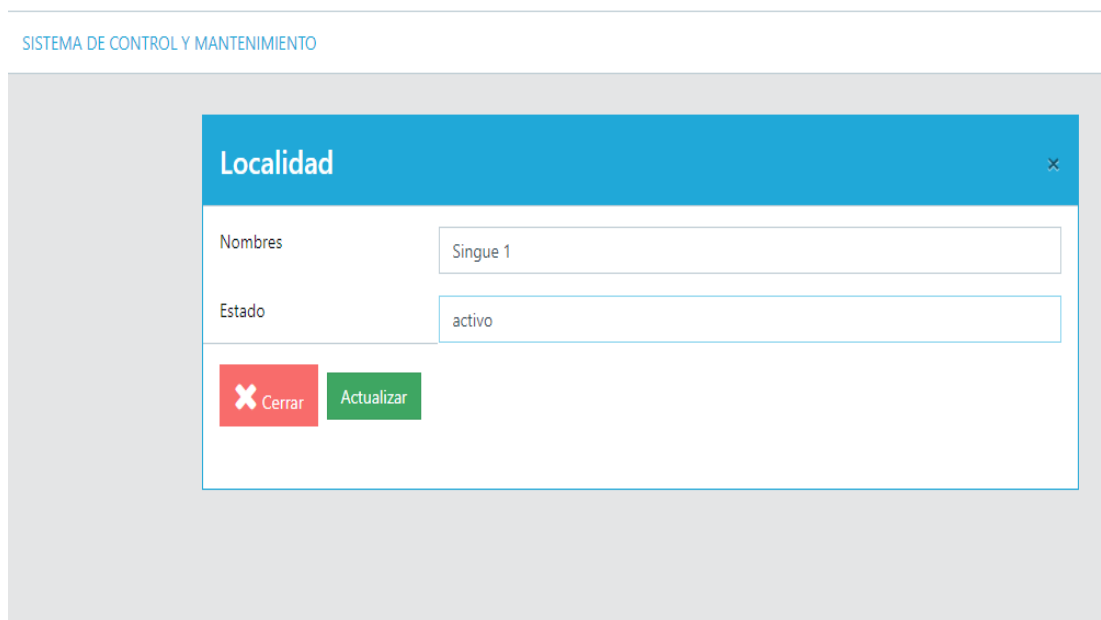 SISTEMA DE CONTROL Y MANTENIMIENTO
Localidad
×
Nombres
Singue 1
Estado
activo
Cerrar
Actualizar